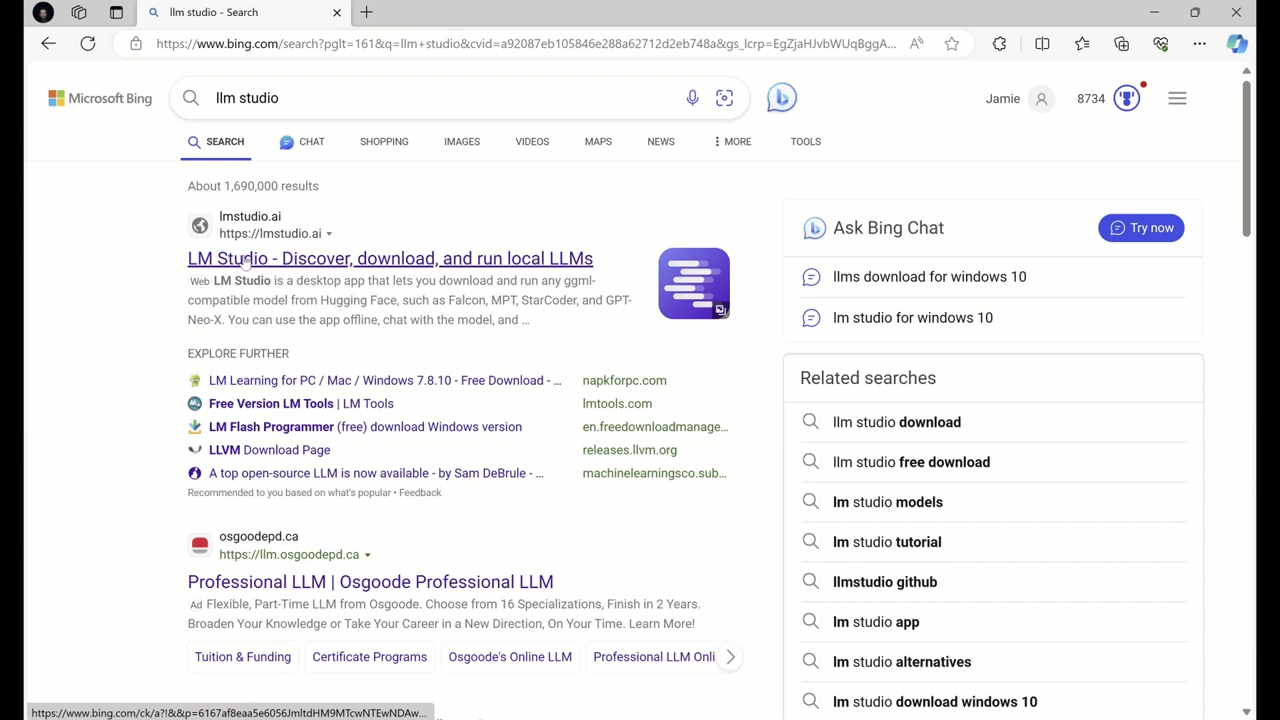 llm studio - Search
https://www.bing.com/search?pglt=161&q=llm+studio&cvid=a92087eb105846e288a62712d2eb748a&gs_lcrp=EgZjaHJvbWUqBggA...
Microsoft Bing
llm studio
Jamie
8734
SEARCH
CHAT
SHOPPING
IMAGES
VIDEOS
MAPS
NEWS
MORE
TOOLS
About 1,690,000 results
lmstudio.ai
https://lmstudio.ai
LM Studio - Discover, download, and run local LLMs
Web LM Studio is a desktop app that lets you download and run any ggml-
compatible model from Hugging Face, such as Falcon, MPT, StarCoder, and GPT-
Neo-X. You can use the app offline, chat with the model, and ...
EXPLORE FURTHER
LM Learning for PC / Mac / Windows 7.8.10 - Free Download - ... napkforpc.com
Free Version LM Tools | LM Tools lmtools.com
LM Flash Programmer (free) download Windows version en.freedownloadmanage...
LLVM Download Page releases.llvm.org
A top open-source LLM is now available - by Sam DeBrule - ... machinelearningsco.sub...
Recommended to you based on what's popular • Feedback
osgoodepd.ca
https://llm.osgoodepd.ca
Professional LLM | Osgoode Professional LLM
Ad Flexible, Part-Time LLM from Osgoode. Choose from 16 Specializations, Finish in 2 Years.
Broaden Your Knowledge or Take Your Career in a New Direction, On Your Time. Learn More!
Tuition & Funding
Certificate Programs
Osgoode's Online LLM
Professional LLM Onli
Ask Bing Chat
Try now
llms download for windows 10
lm studio for windows 10
Related searches
llm studio download
llm studio free download
lm studio models
lm studio tutorial
llmstudio github
lm studio app
lm studio alternatives
lm studio download windows 10
https://www.bing.com/ck/a?!&&p=6167af8eaa5e6056JmltdHM9MTcwNTEwNDAw...